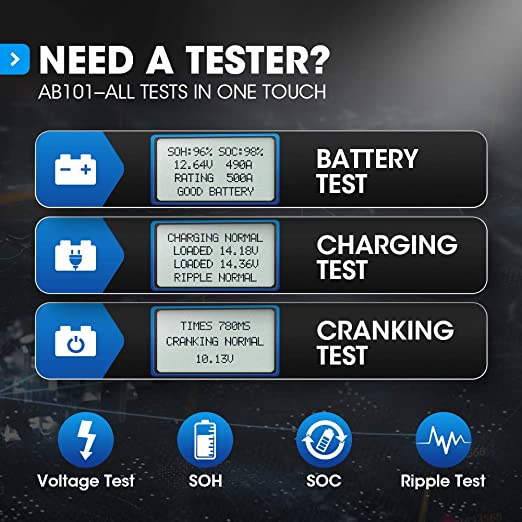 NEED A TESTER?
AB101–ALL TESTS IN ONE TOUCH
SOH:96% SOC:98%
12.64V 490A
RATING 500A
GOOD BATTERY
BATTERY
TEST
CHARGING NORMAL
LOADED 14.18V
LOADED 14.36V
RIPPLE NORMAL
CHARGING
TEST
TIMES 780MS
CRANKING NORMAL
10.13V
CRANKING
TEST
Voltage Test
SOH
SOC
Ripple Test